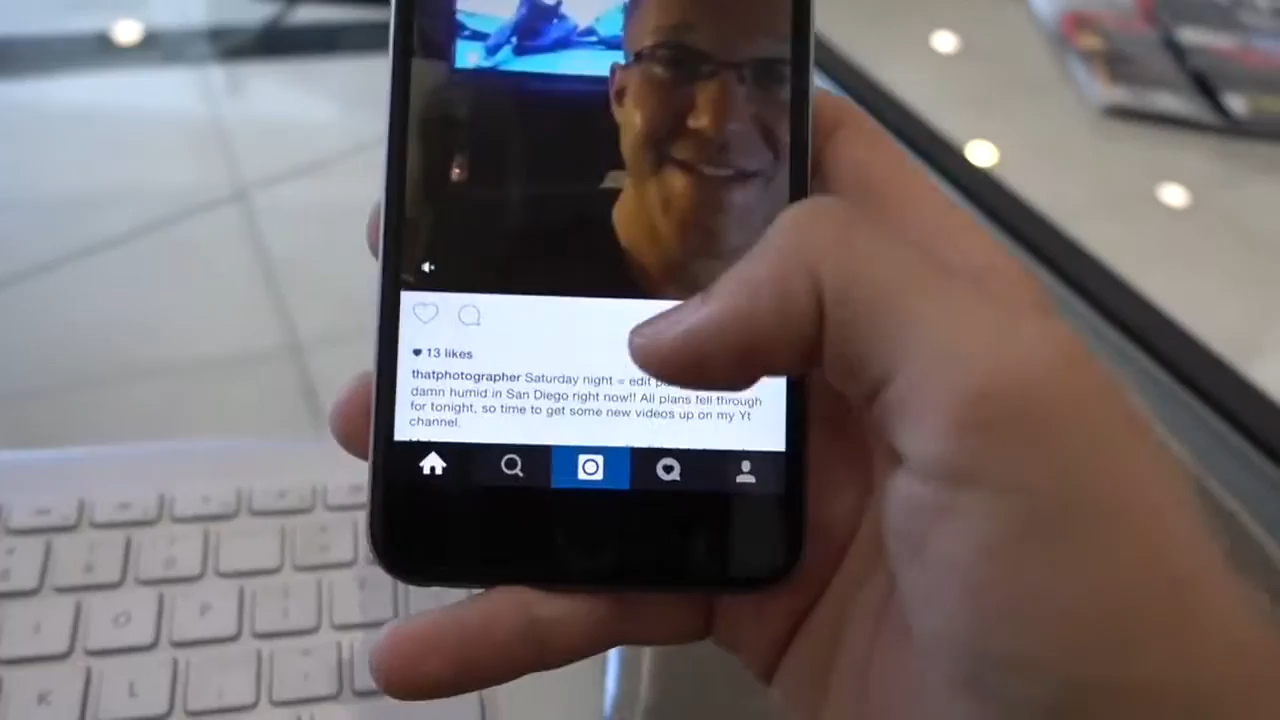 13 likes
thatphotographer Saturday night = edit
damn humid in San Diego right now!! All plans fell through
for tonight, so time to get some new videos up on my Yt
channel.
O P
K L